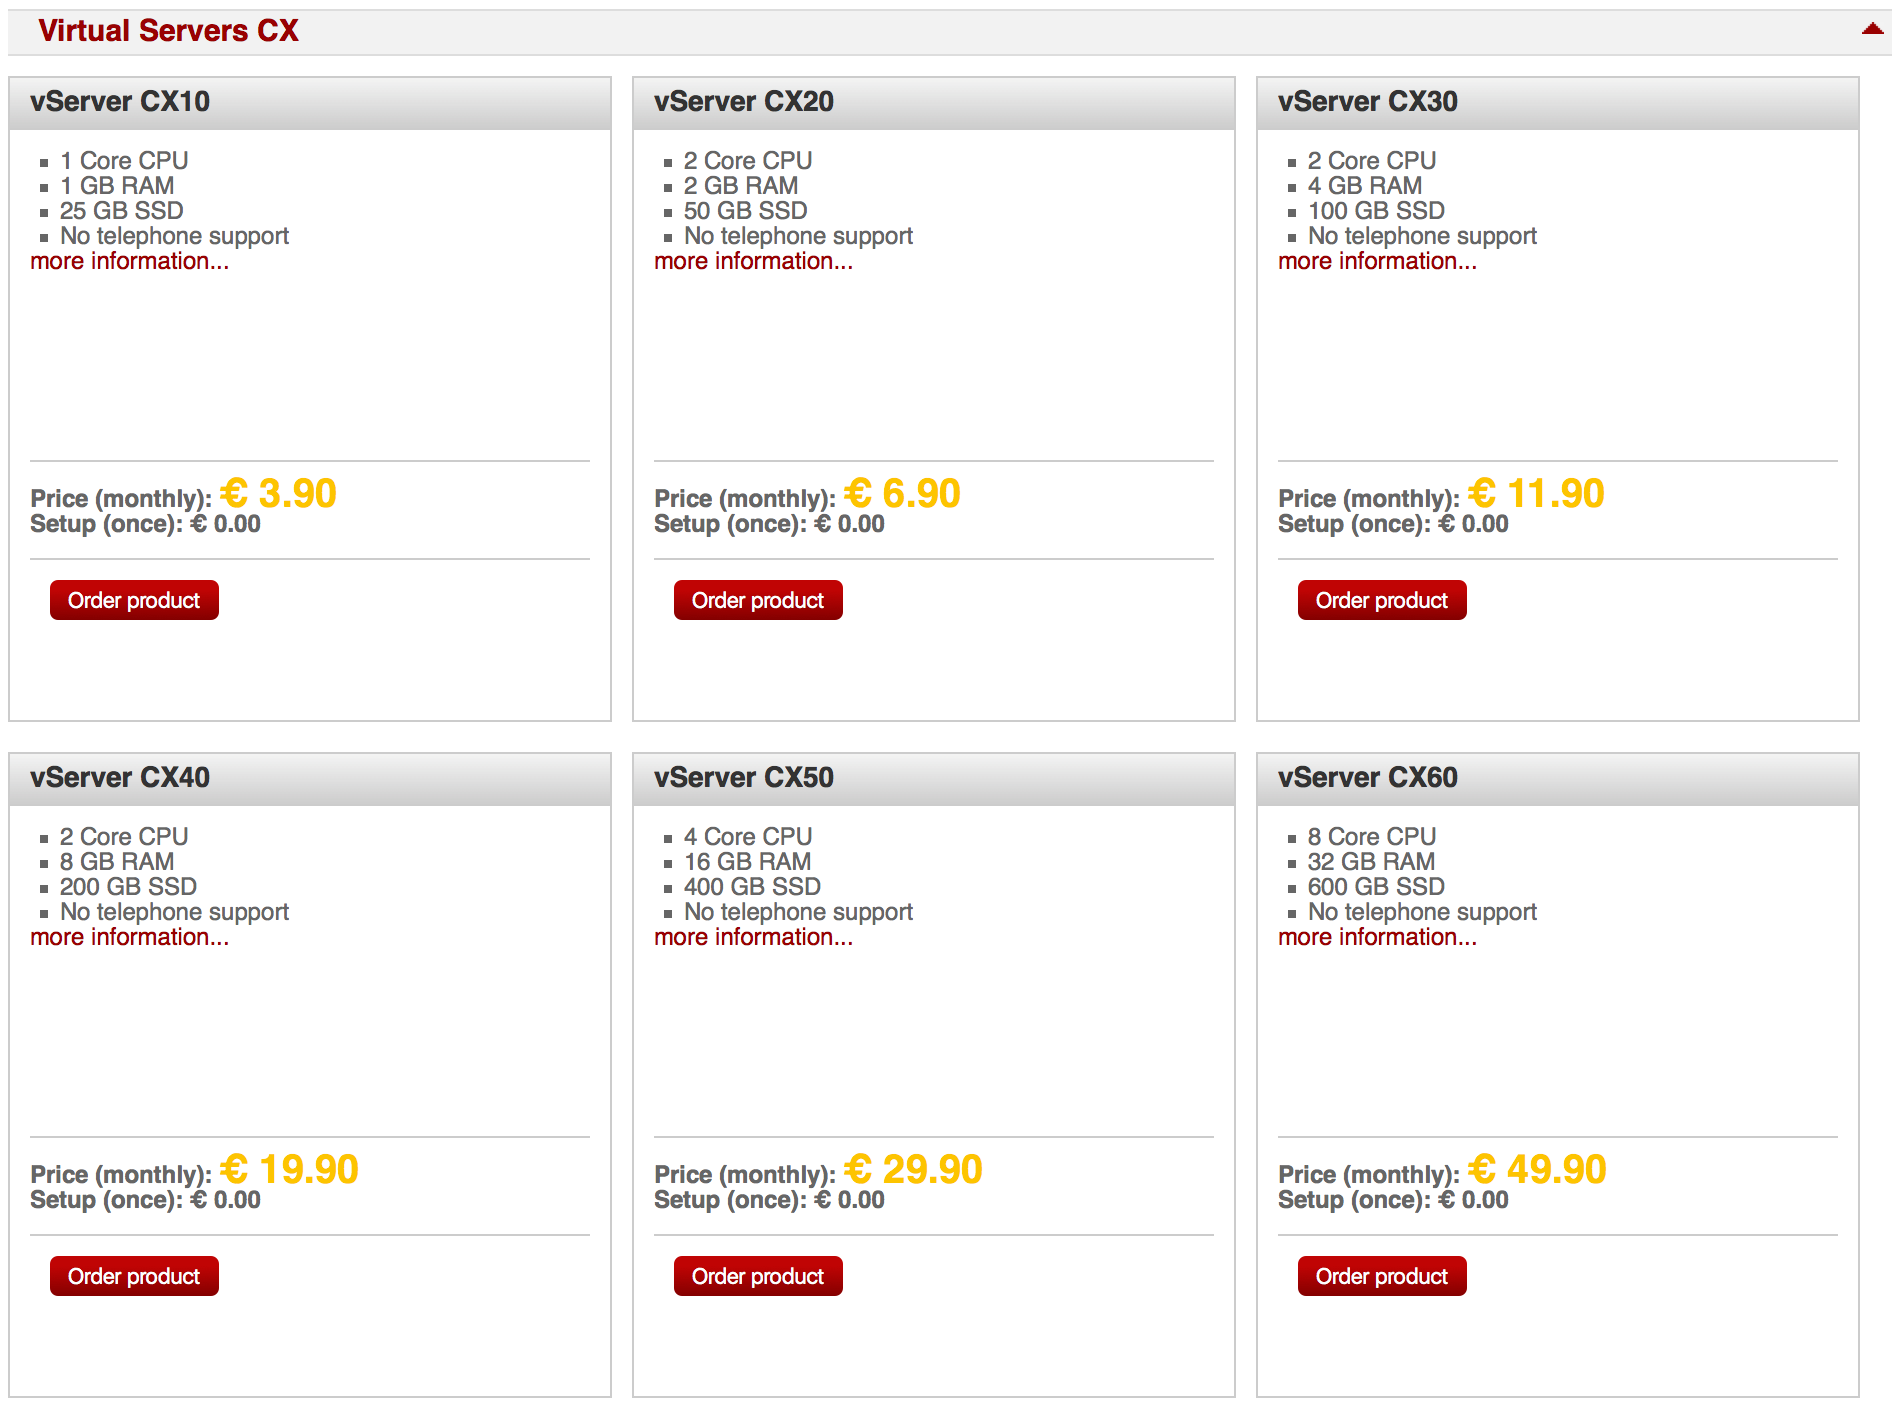 Virtual Servers CX
vServer CX10
1 Core CPU
1 GB RAM
25 GB SSD
No telephone support
more information...
Price (monthly): € 3.90
Setup (once): € 0.00
Order product
vServer CX20
2 Core CPU
2 GB RAM
50 GB SSD
No telephone support
more information...
Price (monthly): € 6.90
Setup (once): € 0.00
Order product
vServer CX30
2 Core CPU
4 GB RAM
100 GB SSD
No telephone support
more information...
Price (monthly): € 11.90
Setup (once): € 0.00
Order product
vServer CX40
2 Core CPU
8 GB RAM
200 GB SSD
No telephone support
more information...
Price (monthly): € 19.90
Setup (once): € 0.00
Order product
vServer CX50
4 Core CPU
16 GB RAM
400 GB SSD
No telephone support
more information...
Price (monthly): € 29.90
Setup (once): € 0.00
Order product
vServer CX60
8 Core CPU
32 GB RAM
600 GB SSD
No telephone support
more information...
Price (monthly): € 49.90
Setup (once): € 0.00
Order product